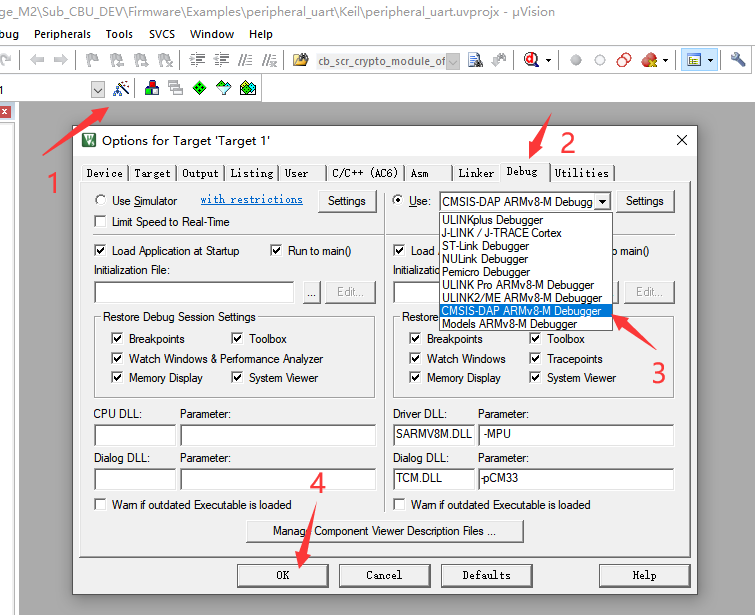 ge_M2\Sub_CBU_DEV\Firmware\Examples\peripheral_uart\Keil\peripheral_uart.uvprojx - µVision
bug Peripherals Tools SVCS Window Help
cb_scr_crypto_module_of
1
1
2
Options for Target 'Target 1'
Device Target Output Listing User C/C++ (AC6) Asm Linker Debug Utilities
Use Simulator with restrictions Settings
Use: CMSIS-DAP ARMv8-M Debugg Settings
Limit Speed to Real-Time
ULINKplus Debugger
J-LINK / J-TRACE Cortex
ST-Link Debugger
NULink Debugger
Pemicro Debugger
ULINK Pro ARMv8-M Debugger
ULINK2/ME ARMv8-M Debugger
CMSIS-DAP ARMv8-M Debugger
Models ARMv8-M Debugger
3
Load Application at Startup Run to main()
Load o main()
Initialization File:
Initializatio
... Edit...
Edit...
Restore Debug Session Settings
Breakpoints Toolbox
Watch Windows & Performance Analyzer
Memory Display System Viewer
Restore
Breakpoints Toolbox
Watch Windows Tracepoints
Memory Display System Viewer
CPU DLL: Parameter:
Driver DLL: Parameter:
SARMV8M.DLL -MPU
Dialog DLL: Parameter:
Dialog DLL: Parameter:
TCM.DLL -pCM33
Warn if outdated Executable is loaded
Warn if outdated Executable is loaded
4
Manage Component Viewer Description Files ...
OK Cancel Defaults Help